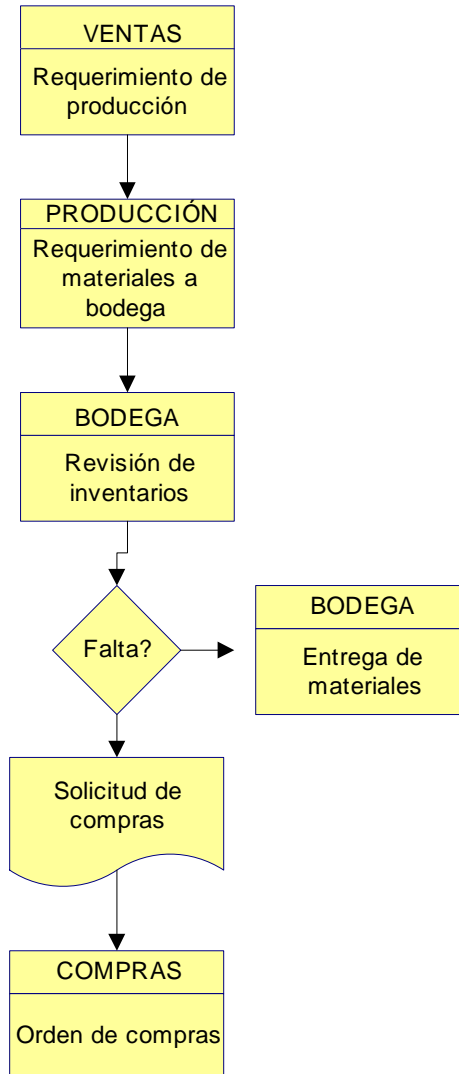 VENTAS
Requerimiento de
producción
PRODUCCIÓN
Requerimiento de
materiales a
bodega
BODEGA
Revisión de
inventarios
Falta?
BODEGA
Entrega de
materiales
Solicitud de
compras
COMPRAS
Orden de compras